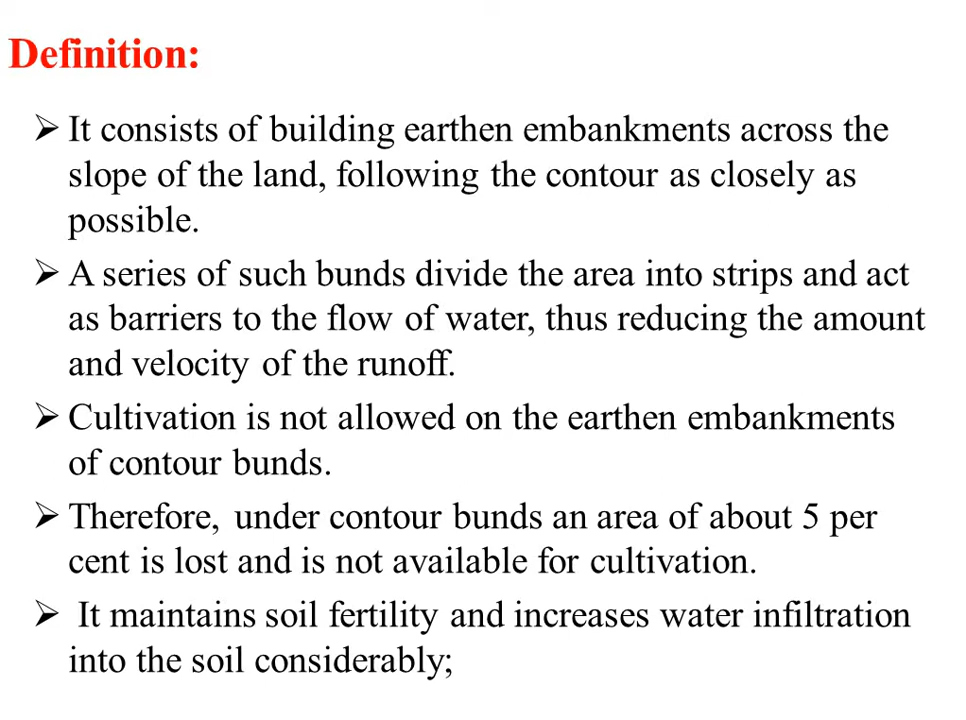 Definition:
➢ It consists of building earthen embankments across the
slope of the land, following the contour as closely as
possible.
➢ A series of such bunds divide the area into strips and act
as barriers to the flow of water, thus reducing the amount
and velocity of the runoff.
➢ Cultivation is not allowed on the earthen embankments
of contour bunds.
➢ Therefore, under contour bunds an area of about 5 per
cent is lost and is not available for cultivation.
➢ It maintains soil fertility and increases water infiltration
into the soil considerably;